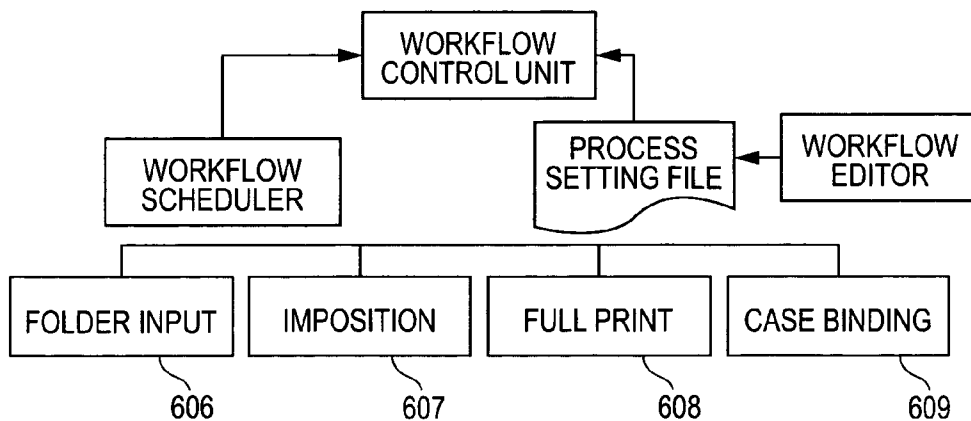 WORKFLOW
CONTROL UNIT
WORKFLOW
SCHEDULER
PROCESS
SETTING FILE
WORKFLOW
EDITOR
FOLDER INPUT
IMPOSITION
FULL PRINT
CASE BINDING
606
607
608
609